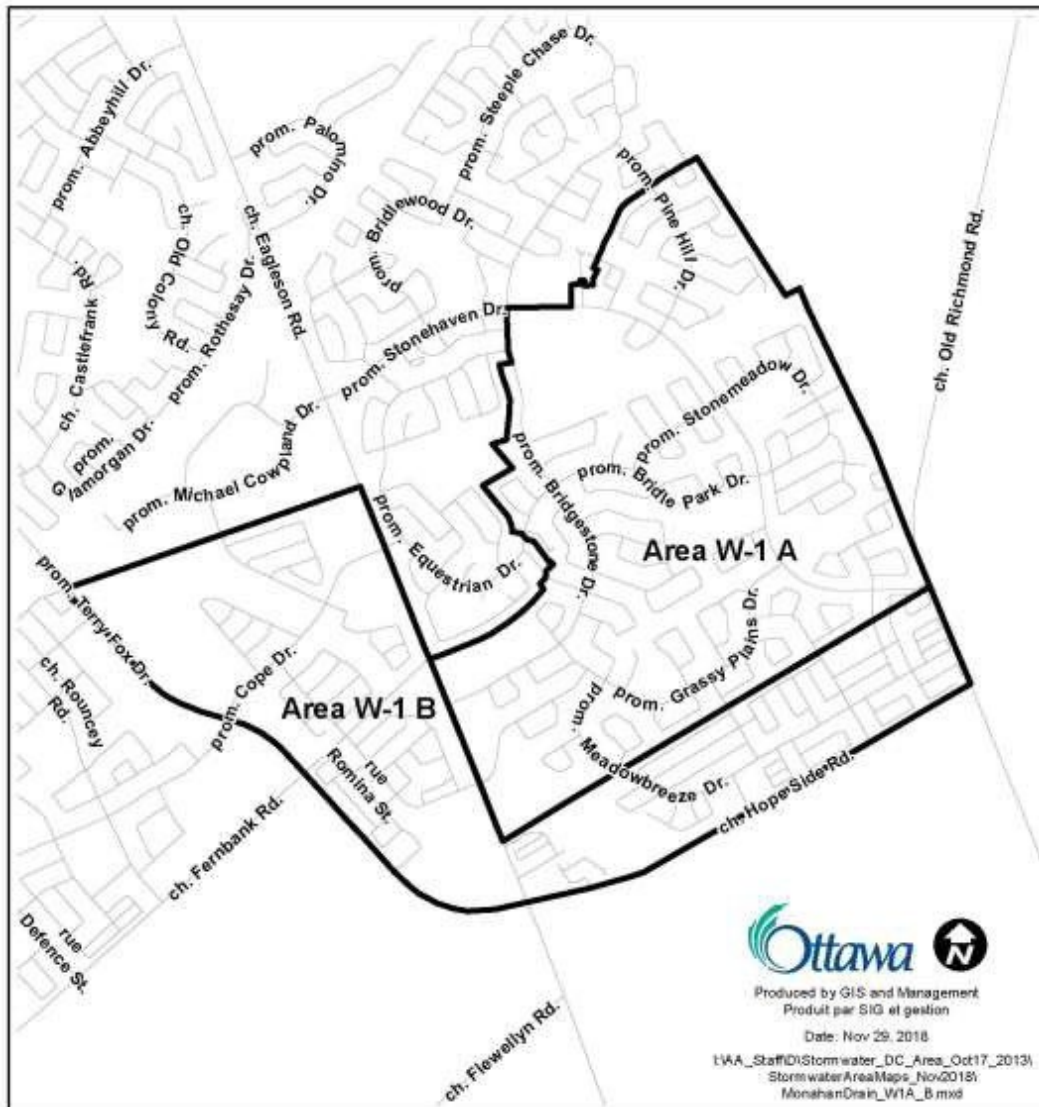 prom. Steeple Chase Dr.
prom. Abbeyhill Dr.
prom. Palomino Dr.
prom. Pine Hill Dr.
prom. Bridlewood Dr.
ch. Old Colony Rd.
ch. Eagleson Rd.
ch. Old Richmond Rd.
ch. Castlefrank Rd.
prom. Rothesay Dr.
prom. Stonehaven Dr.
prom. Glamorgan Dr.
prom. Michael Cowpland Dr.
prom. Stonemeadow Dr.
prom. Bridle Park Dr.
prom. Bridgestone Dr.
prom. Equestrian Dr.
Area W-1 A
prom. Terry Fox Dr.
prom. Grassy Plains Dr.
ch. Rouncey Rd.
prom. Cope Dr.
Area W-1 B
prom. Meadowbreeze Dr.
rue Romina St.
ch. Hope Side Rd.
ch. Fernbank Rd.
rue Defence St.
ch. Flewellyn Rd.
Ottawa
N
Produced by GIS and Management
Produit par SIG et gestion
Date: Nov 29, 2018
I:\AA_Staff\D\Stormwater_DC_Area_Oct17_2013\
StormwaterAreaMaps_Nov2018\
MonahanDrain_W1A_B.mxd